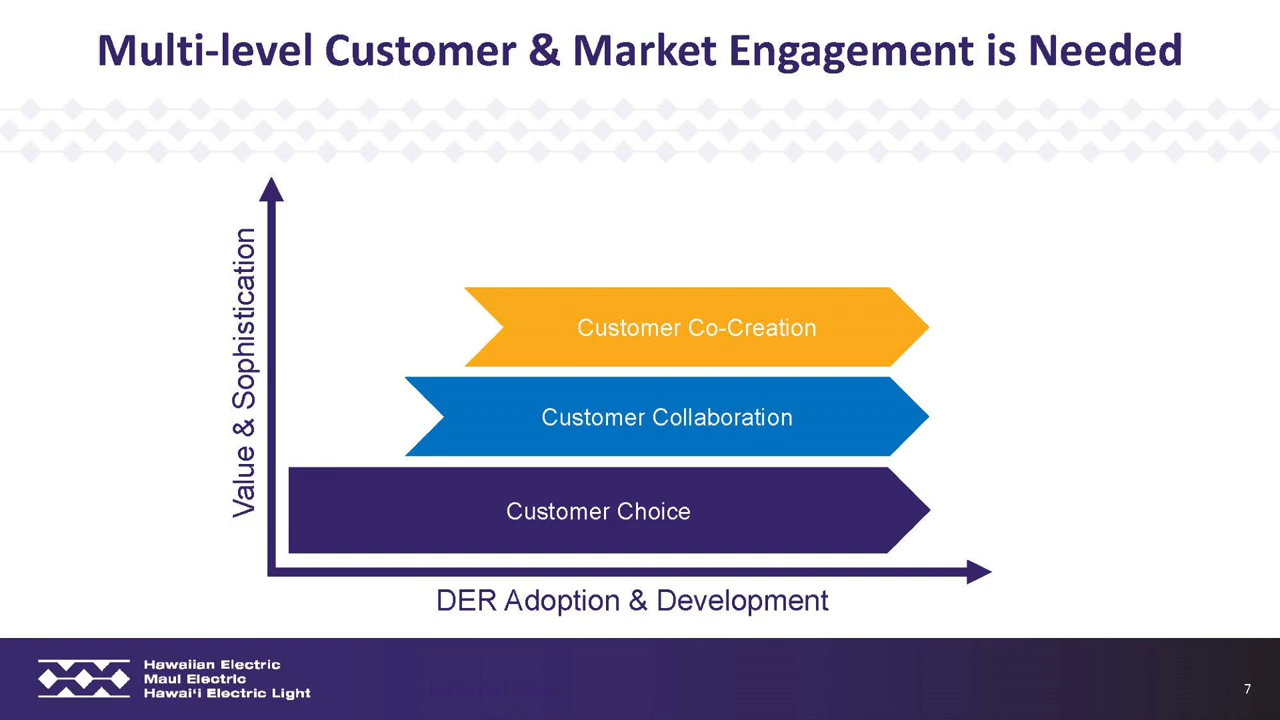 Multi-level Customer & Market Engagement is Needed
Value & Sophistication
Customer Co-Creation
Customer Collaboration
Customer Choice
DER Adoption & Development
Hawaiian Electric
Maui Electric
Hawai‘i Electric Light
7